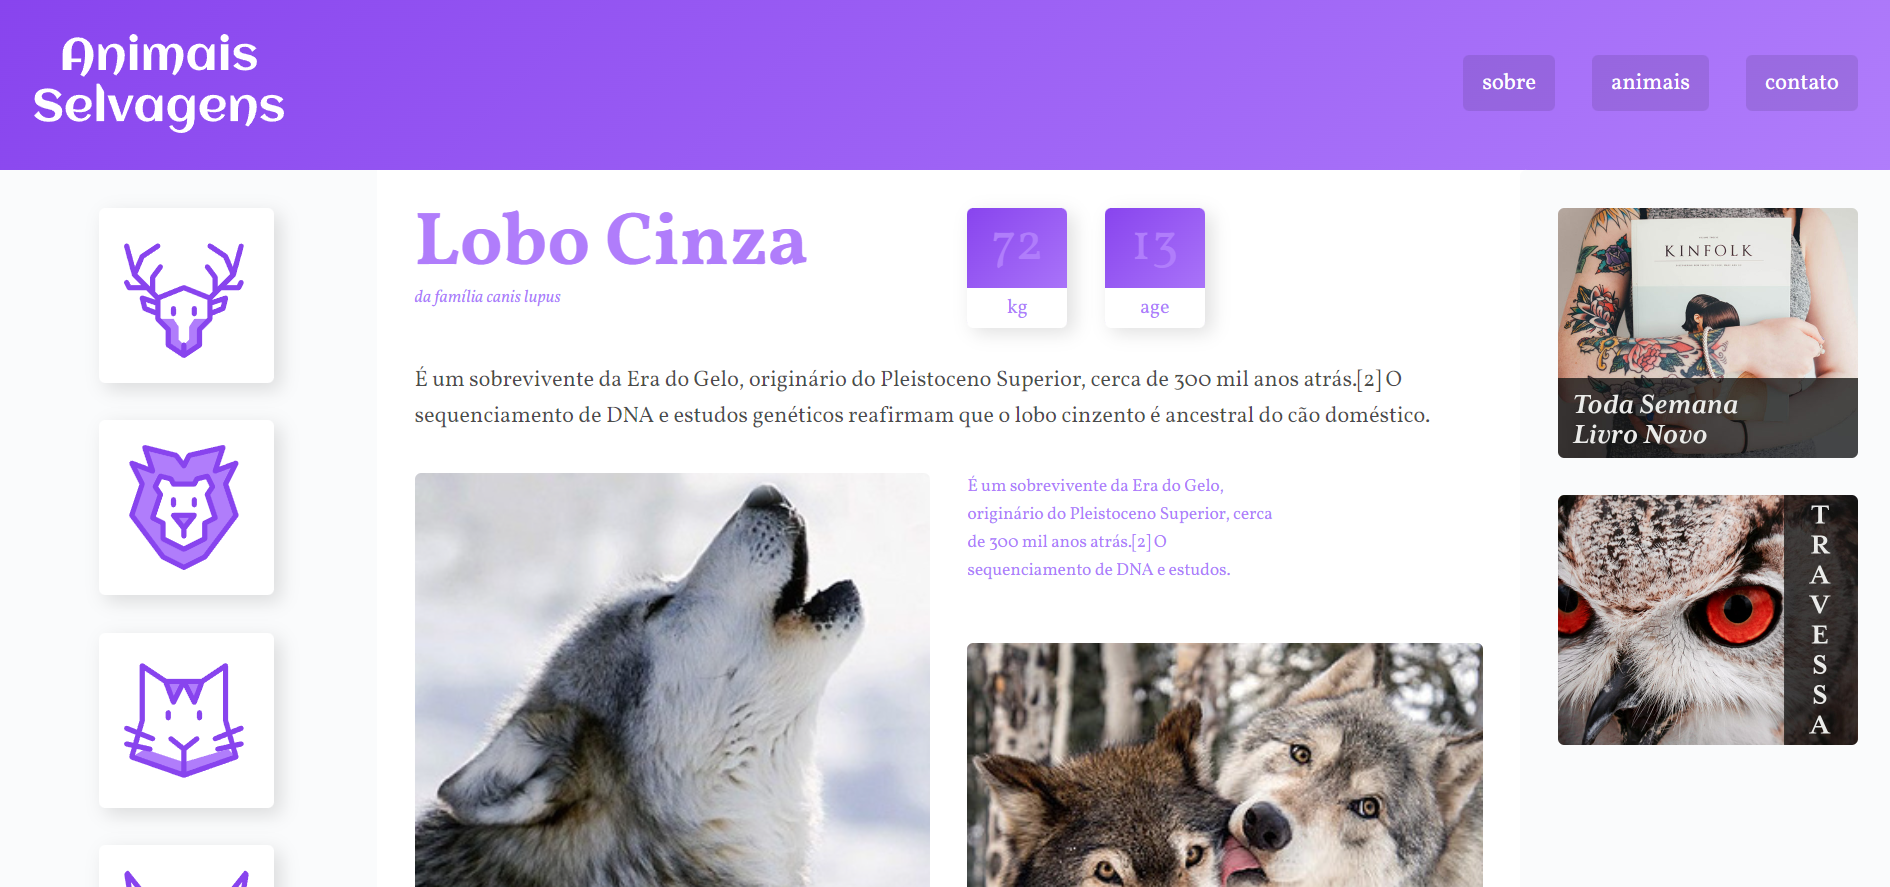 Animais
Selvagens
sobre
animais
contato
Lobo Cinza
da família canis lupus
72
kg
13
age
É um sobrevivente da Era do Gelo, originário do Pleistoceno Superior, cerca de 300 mil anos atrás.[2] O
sequenciamento de DNA e estudos genéticos reafirmam que o lobo cinzento é ancestral do cão doméstico.
É um sobrevivente da Era do Gelo,
originário do Pleistoceno Superior, cerca
de 300 mil anos atrás.[2] O
sequenciamento de DNA e estudos.
KINFOLK
Toda Semana
Livro Novo
TRAVESSA